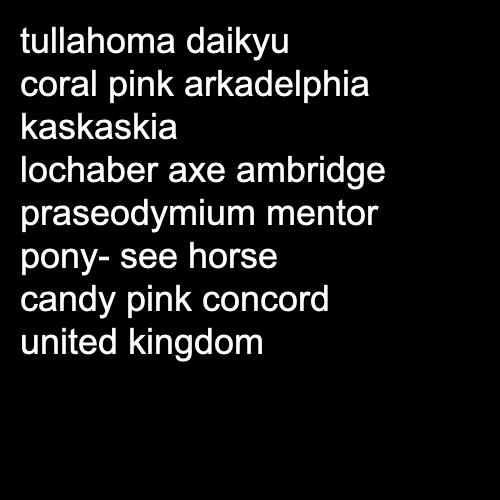 tullahoma daikyu
coral pink arkadelphia
kaskaskia
lochaber axe ambridge
praseodymium mentor
pony- see horse
candy pink concord
united kingdom